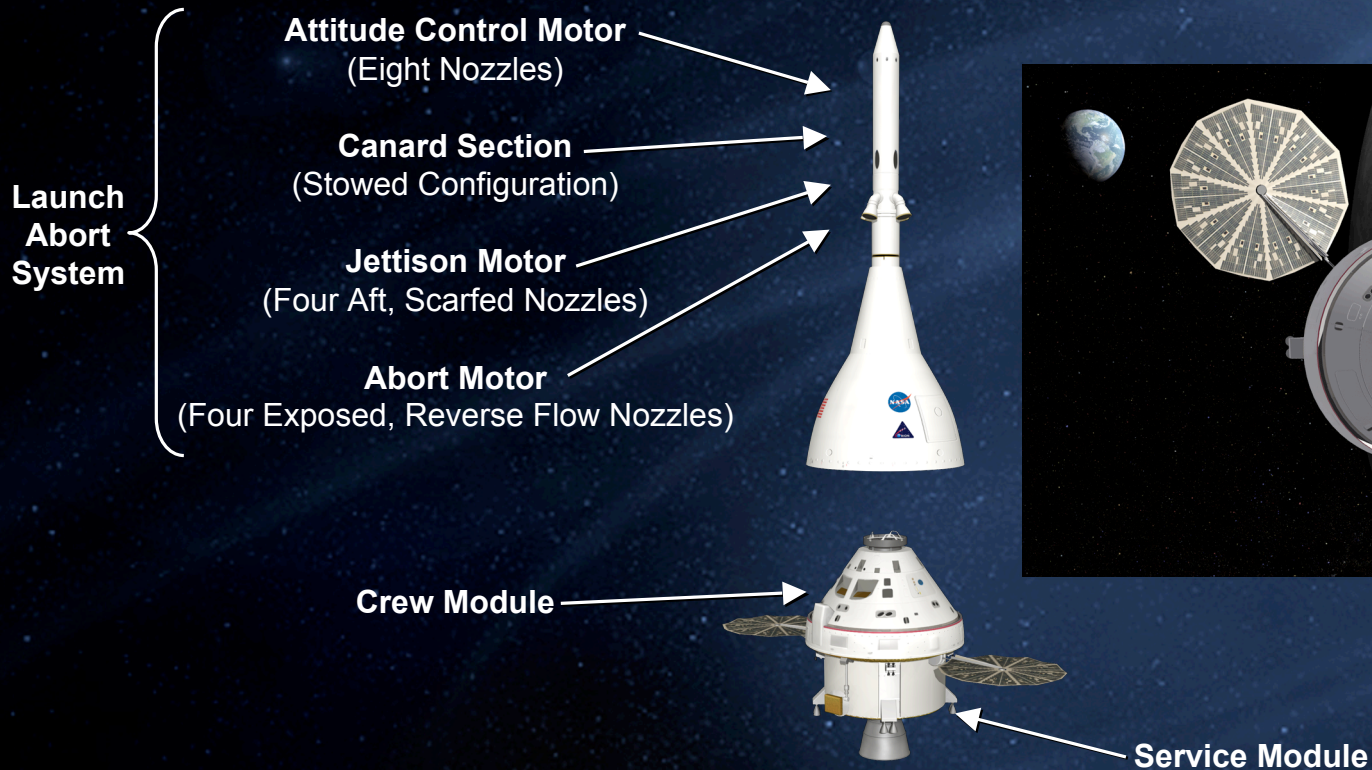 Attitude Control Motor
(Eight Nozzles)
Canard Section
(Stowed Configuration)
Launch
Abort
System
Jettison Motor
(Four Aft, Scarfed Nozzles)
Abort Motor
(Four Exposed, Reverse Flow Nozzles)
NASA
Crew Module
Service Module